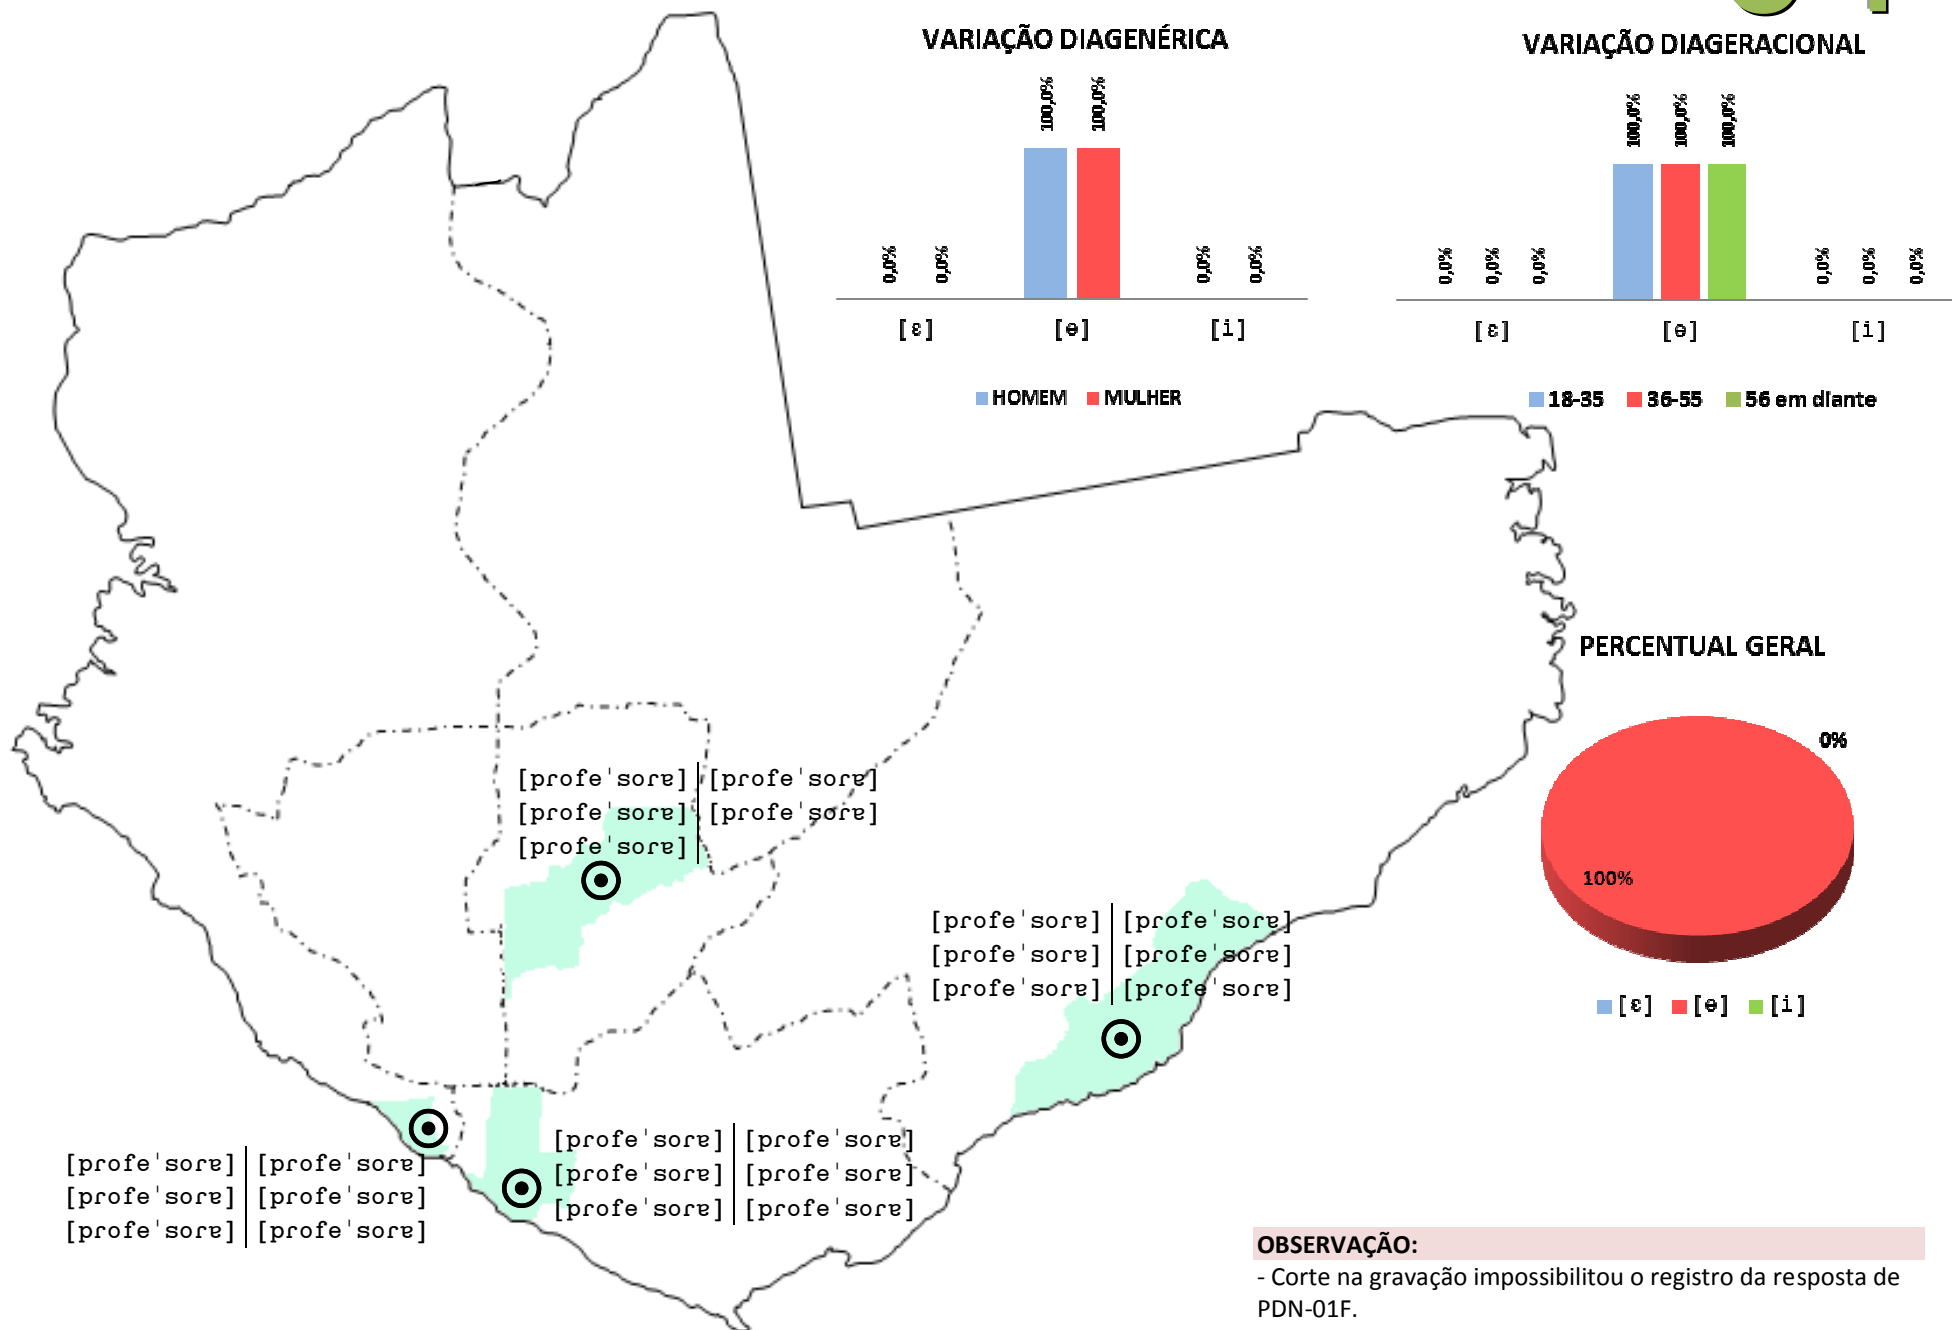 VARIAÇÃO DIAGENÉRICA
100,0% 100,0%
0,0% 0,0% 0,0% 0,0%
[ɛ] [e] [i]
HOMEM MULHER
VARIAÇÃO DIAGERACIONAL
100,0% 100,0% 100,0%
0,0% 0,0% 0,0% 0,0% 0,0% 0,0%
[ɛ] [e] [i]
18-35 36-55 56 em diante
PERCENTUAL GERAL
0%
100%
[ɛ] [e] [i]
[profeˈsoɾɐ] [profeˈsoɾɐ]
[profeˈsoɾɐ] [profeˈsoɾɐ]
[profeˈsoɾɐ]
[profeˈsoɾɐ] [profeˈsoɾɐ]
[profeˈsoɾɐ] [profeˈsoɾɐ]
[profeˈsoɾɐ] [profeˈsoɾɐ]
[profeˈsoɾɐ] [profeˈsoɾɐ]
[profeˈsoɾɐ] [profeˈsoɾɐ]
[profeˈsoɾɐ] [profeˈsoɾɐ]
[profeˈsoɾɐ] [profeˈsoɾɐ]
[profeˈsoɾɐ] [profeˈsoɾɐ]
[profeˈsoɾɐ] [profeˈsoɾɐ]
OBSERVAÇÃO:
- Corte na gravação impossibilitou o registro da resposta de
PDN-01F.